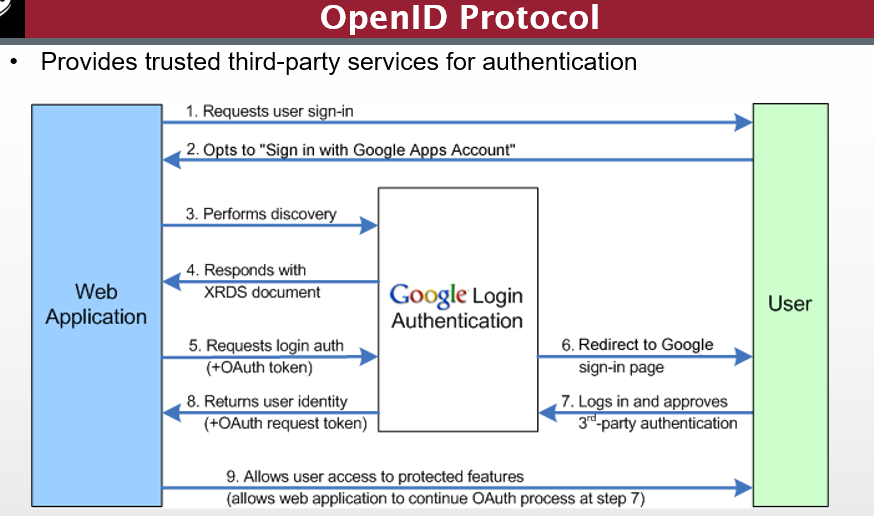 OpenID Protocol
• Provides trusted third-party services for authentication
1. Requests user sign-in
2. Opts to "Sign in with Google Apps Account"
3. Performs discovery
4. Responds with
XRDS document
Web
Application
Google Login
Authentication
User
5. Requests login auth
(+OAuth token)
6. Redirect to Google
sign-in page
8. Returns user identity
(+OAuth request token)
7. Logs in and approves
3rd-party authentication
9. Allows user access to protected features
(allows web application to continue OAuth process at step 7)